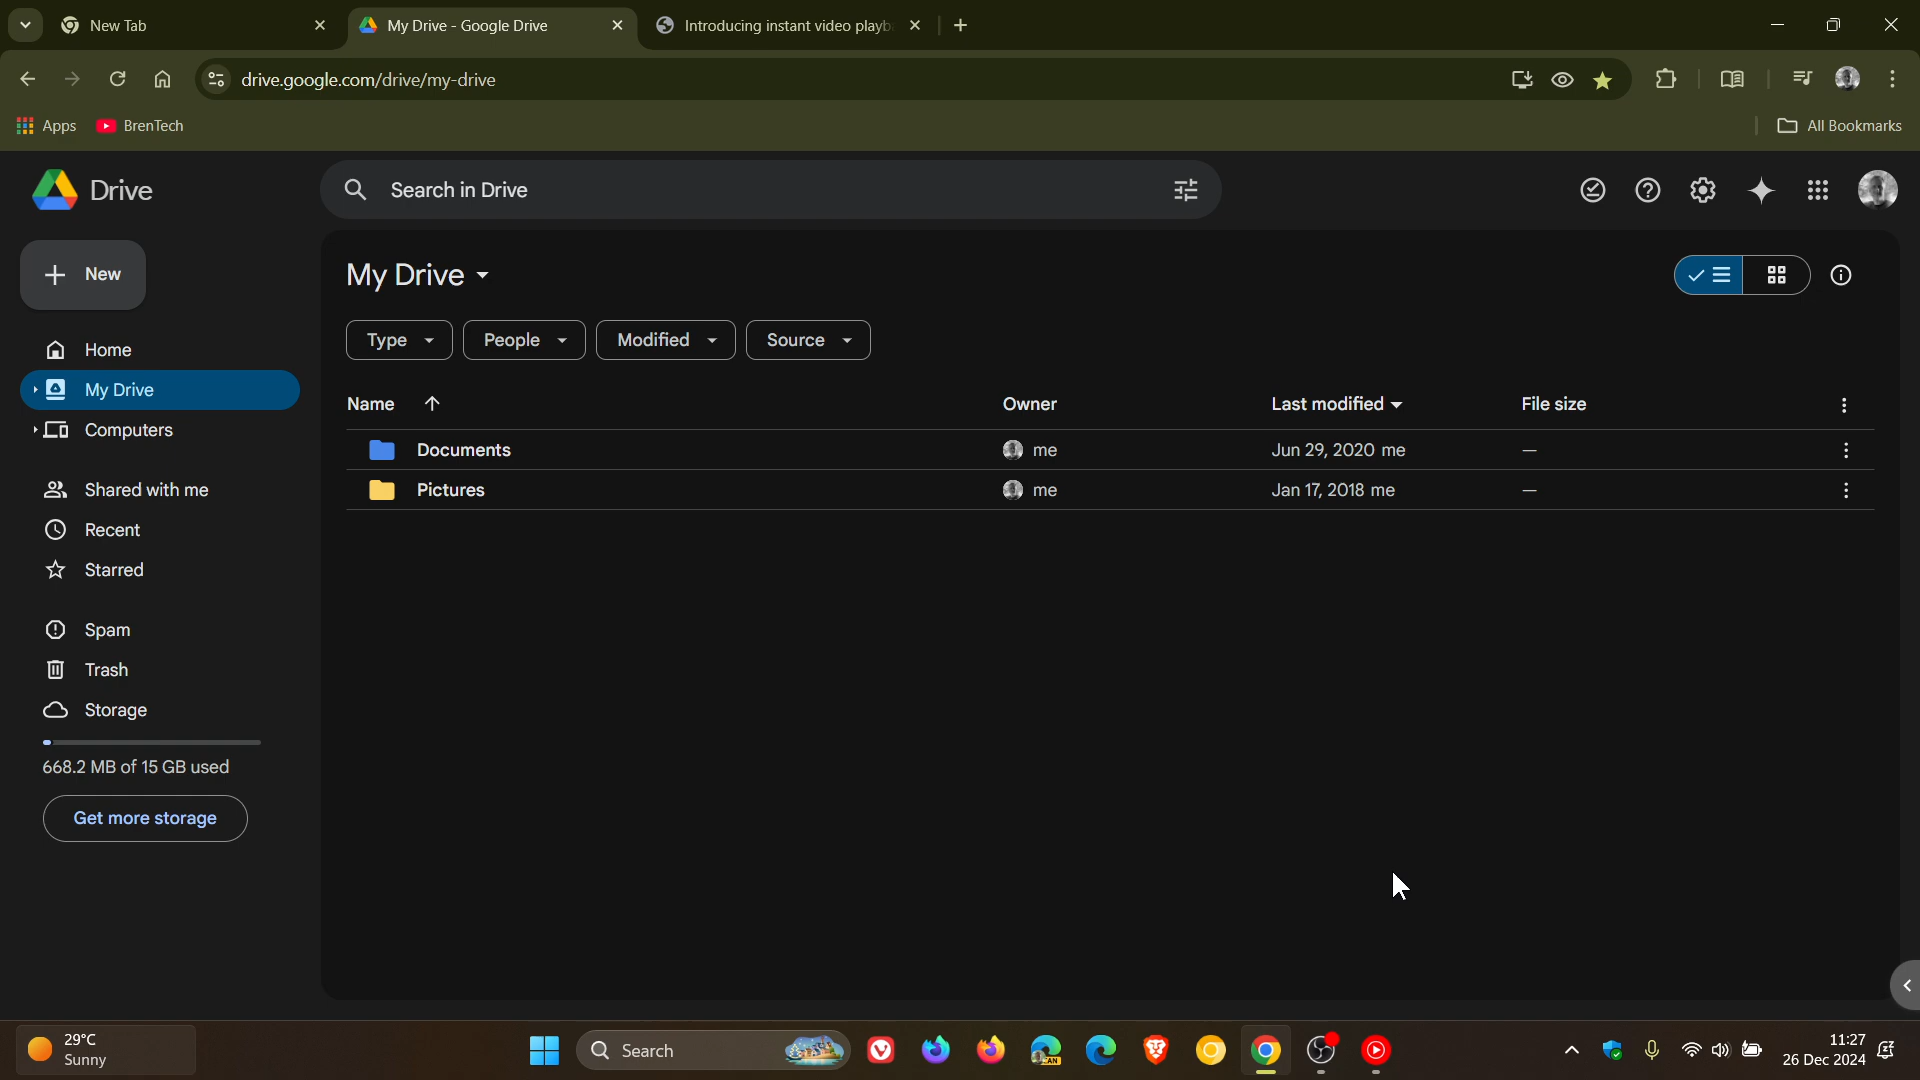 New Tab
My Drive - Google Drive
Introducing instant video playb
drive.google.com/drive/my-drive
Apps
BrenTech
All Bookmarks
Drive
Search in Drive
New
My Drive
Home
My Drive
Computers
Shared with me
Recent
Starred
Spam
Trash
Storage
668.2 MB of 15 GB used
Get more storage
Type
People
Modified
Source
Name
Owner
Last modified
File size
Documents
me
Jun 29, 2020 me
—
Pictures
me
Jan 17, 2018 me
—
29°C
Sunny
Search
CAN
11:27
26 Dec 2024